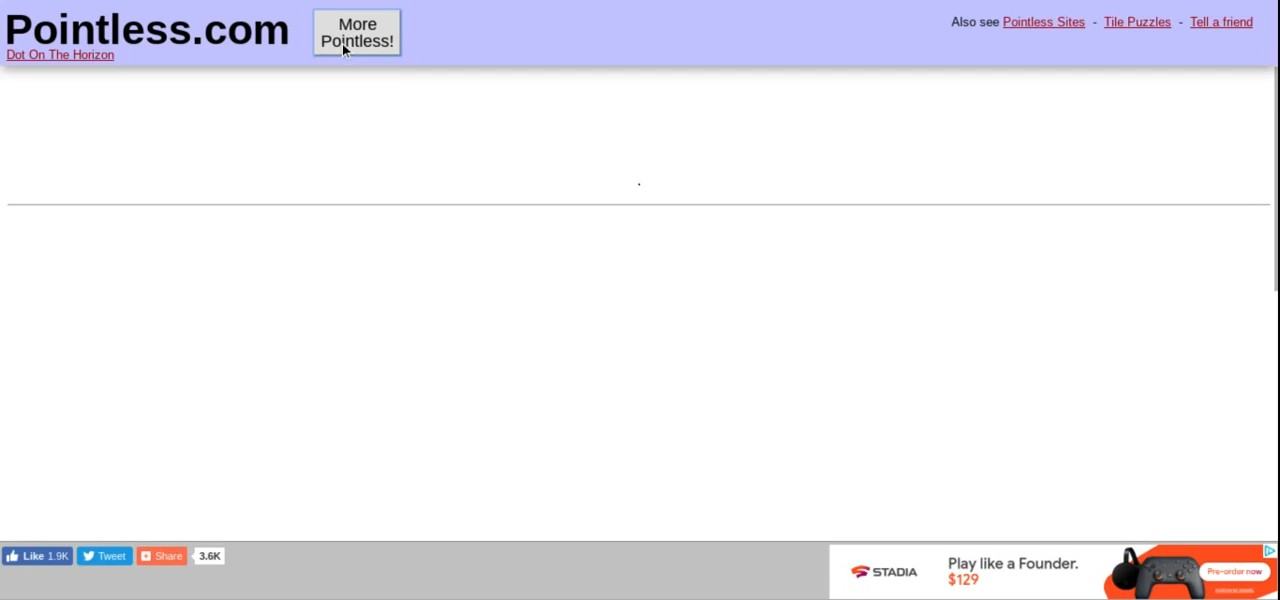 Pointless.com
Dot On The Horizon
More
Pointless!
Also see Pointless Sites - Tile Puzzles - Tell a friend
Like 1.9K
Tweet
Share
3.6K
STADIA
Play like a Founder.
$129
Pre-order now